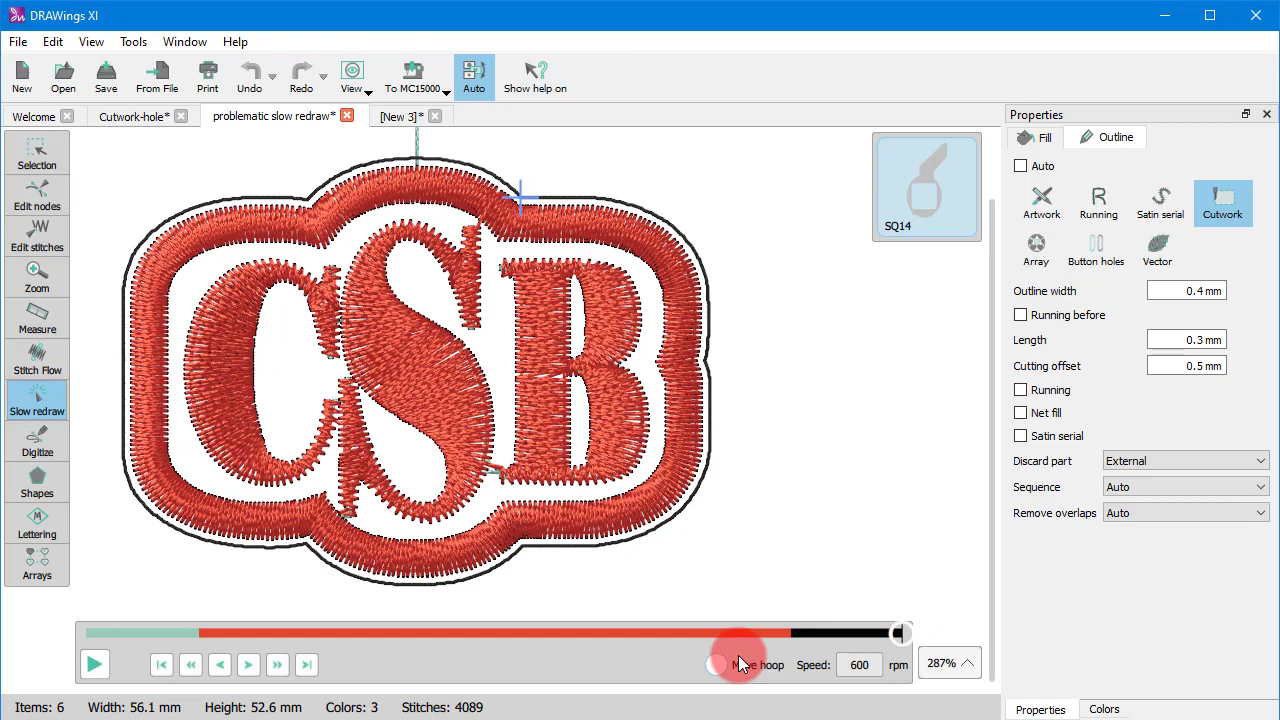 DRAWings XI
File Edit View Tools Window Help
New Open Save From File Print Undo Redo View To MC15000 Auto Show help on
Welcome Cutwork-hole* problematic slow redraw* [New 3]*
Properties
Fill Outline
Selection
Edit nodes
Edit stitches
Zoom
Measure
Stitch Flow
Slow redraw
Digitize
Shapes
Lettering
Arrays
CSB
SQ14
Auto
Artwork Running Satin serial Cutwork
Array Button holes Vector
Outline width 0.4 mm
Running before
Length 0.3 mm
Cutting offset 0.5 mm
Running
Net fill
Satin serial
Discard part External
Sequence Auto
Remove overlaps Auto
Move hoop Speed: 600 rpm 287%
Items: 6 Width: 56.1 mm Height: 52.6 mm Colors: 3 Stitches: 4089
Properties Colors